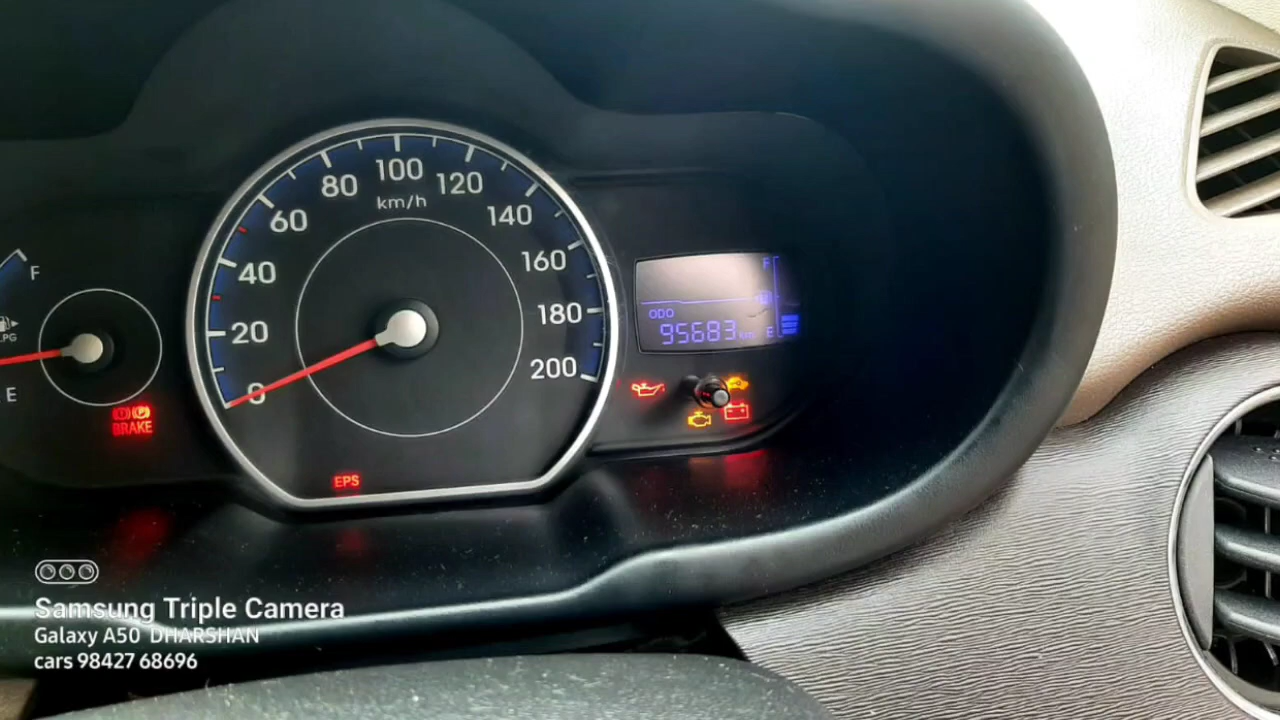 F
LPG
E
BRAKE
0
20
40
60
80
100
120
140
160
180
200
km/h
EPS
F
ODO
95683 km
E
Samsung Triple Camera
Galaxy A50 DHARSHAN
cars 98427 68696